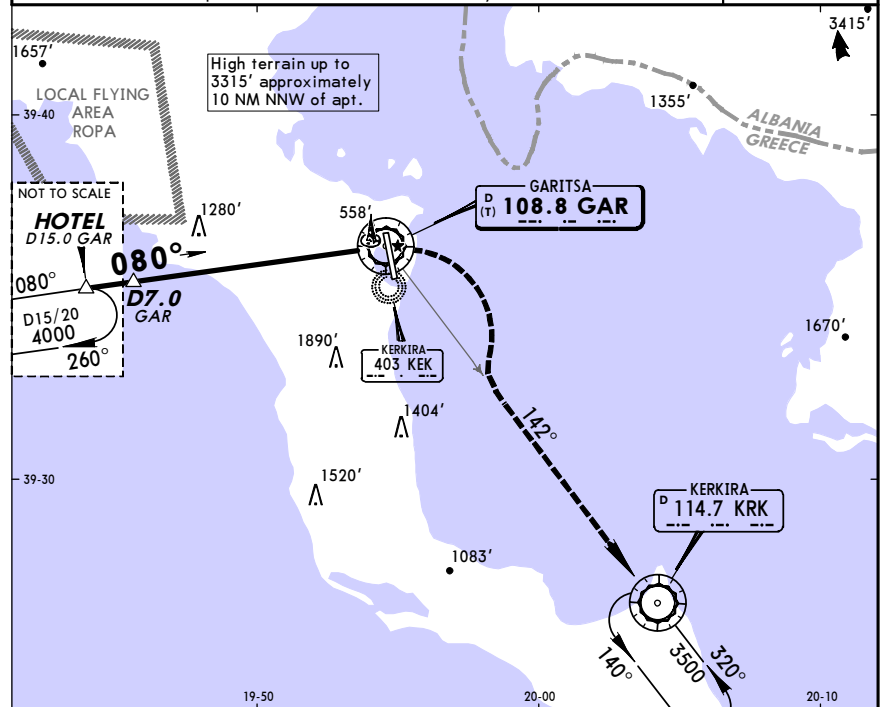 3415'
1657'
High terrain up to
3315' approximately
10 NM NNW of apt.
LOCAL FLYING
AREA
ROPA
1355'
39-40
ALBANIA
GREECE
NOT TO SCALE
HOTEL
D15.0 GAR
1280'
558'
GARITSA
D
(T) 108.8 GAR
080°
080°
D7.0
GAR
D15/20
4000
260°
1890'
KERKIRA
403 KEK
1670'
1404'
142°
39-30
1520'
KERKIRA
D 114.7 KRK
1083'
140°
3500
320°
19-50
20-00
20-10